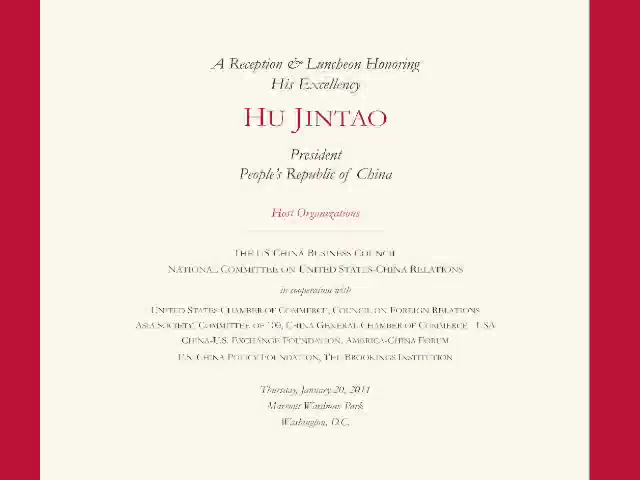 A Reception & Luncheon Honoring
His Excellency
HU JINTAO
President
People's Republic of China
Host Organizations
THE US-CHINA BUSINESS COUNCIL
NATIONAL COMMITTEE ON UNITED STATES-CHINA RELATIONS
in cooperation with
UNITED STATES CHAMBER OF COMMERCE, COUNCIL ON FOREIGN RELATIONS
ASIA SOCIETY, COMMITTEE OF 100, CHINA GENERAL CHAMBER OF COMMERCE - USA
CHINA-U.S. EXCHANGE FOUNDATION, AMERICA-CHINA FORUM
U.S. CHINA POLICY FOUNDATION, THE BROOKINGS INSTITUTION
Thursday, January 20, 2011
Marriott Wardman Park
Washington, D.C.